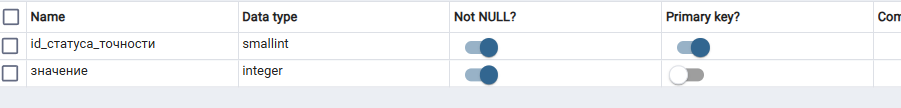 Name Data type Not NULL? Primary key? Com
id_статуса_точности smallint
значение integer